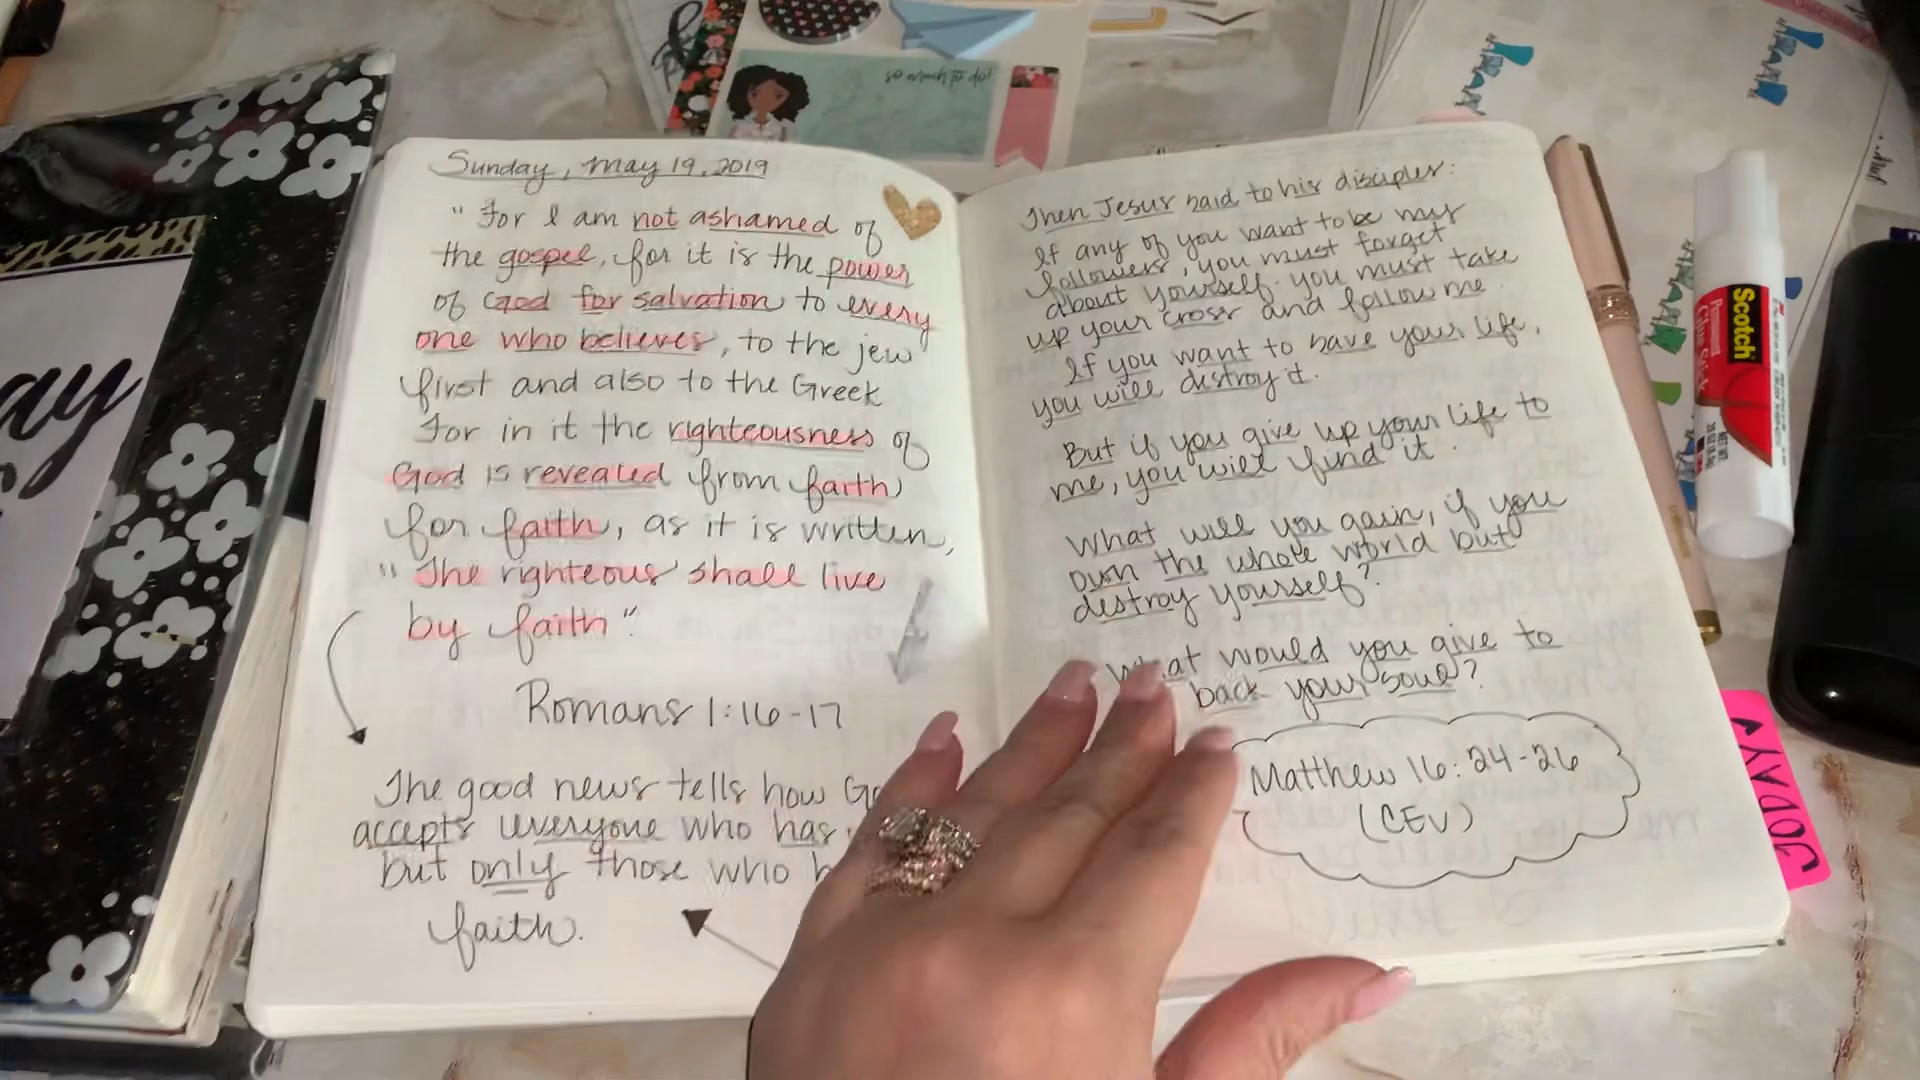 Sunday, May 19, 2019
"For I am not ashamed of
the gospel, for it is the power
of God for salvation to every
one who believes, to the jew
first and also to the Greek
For in it the righteousness of
God is revealed from faith
for faith, as it is written,
"The righteous shall live
by faith".
Romans 1:16-17
The good news tells how
accepts everyone who has
but only those who
faith.
Then Jesus said to his disciples:
If any of you want to be my
followers, you must forget
about yourself. you must take
up your cross and follow me.
If you want to save your life,
you will destroy it.
But if you give up your life to
me, you will find it.
What will you gain, if you
own the whole world but
destroy yourself?
What would you give to
back your soul?
Matthew 16:24-26
(CEV)
TODAY
Scotch
Permanent
Glue Stick
ay
top of